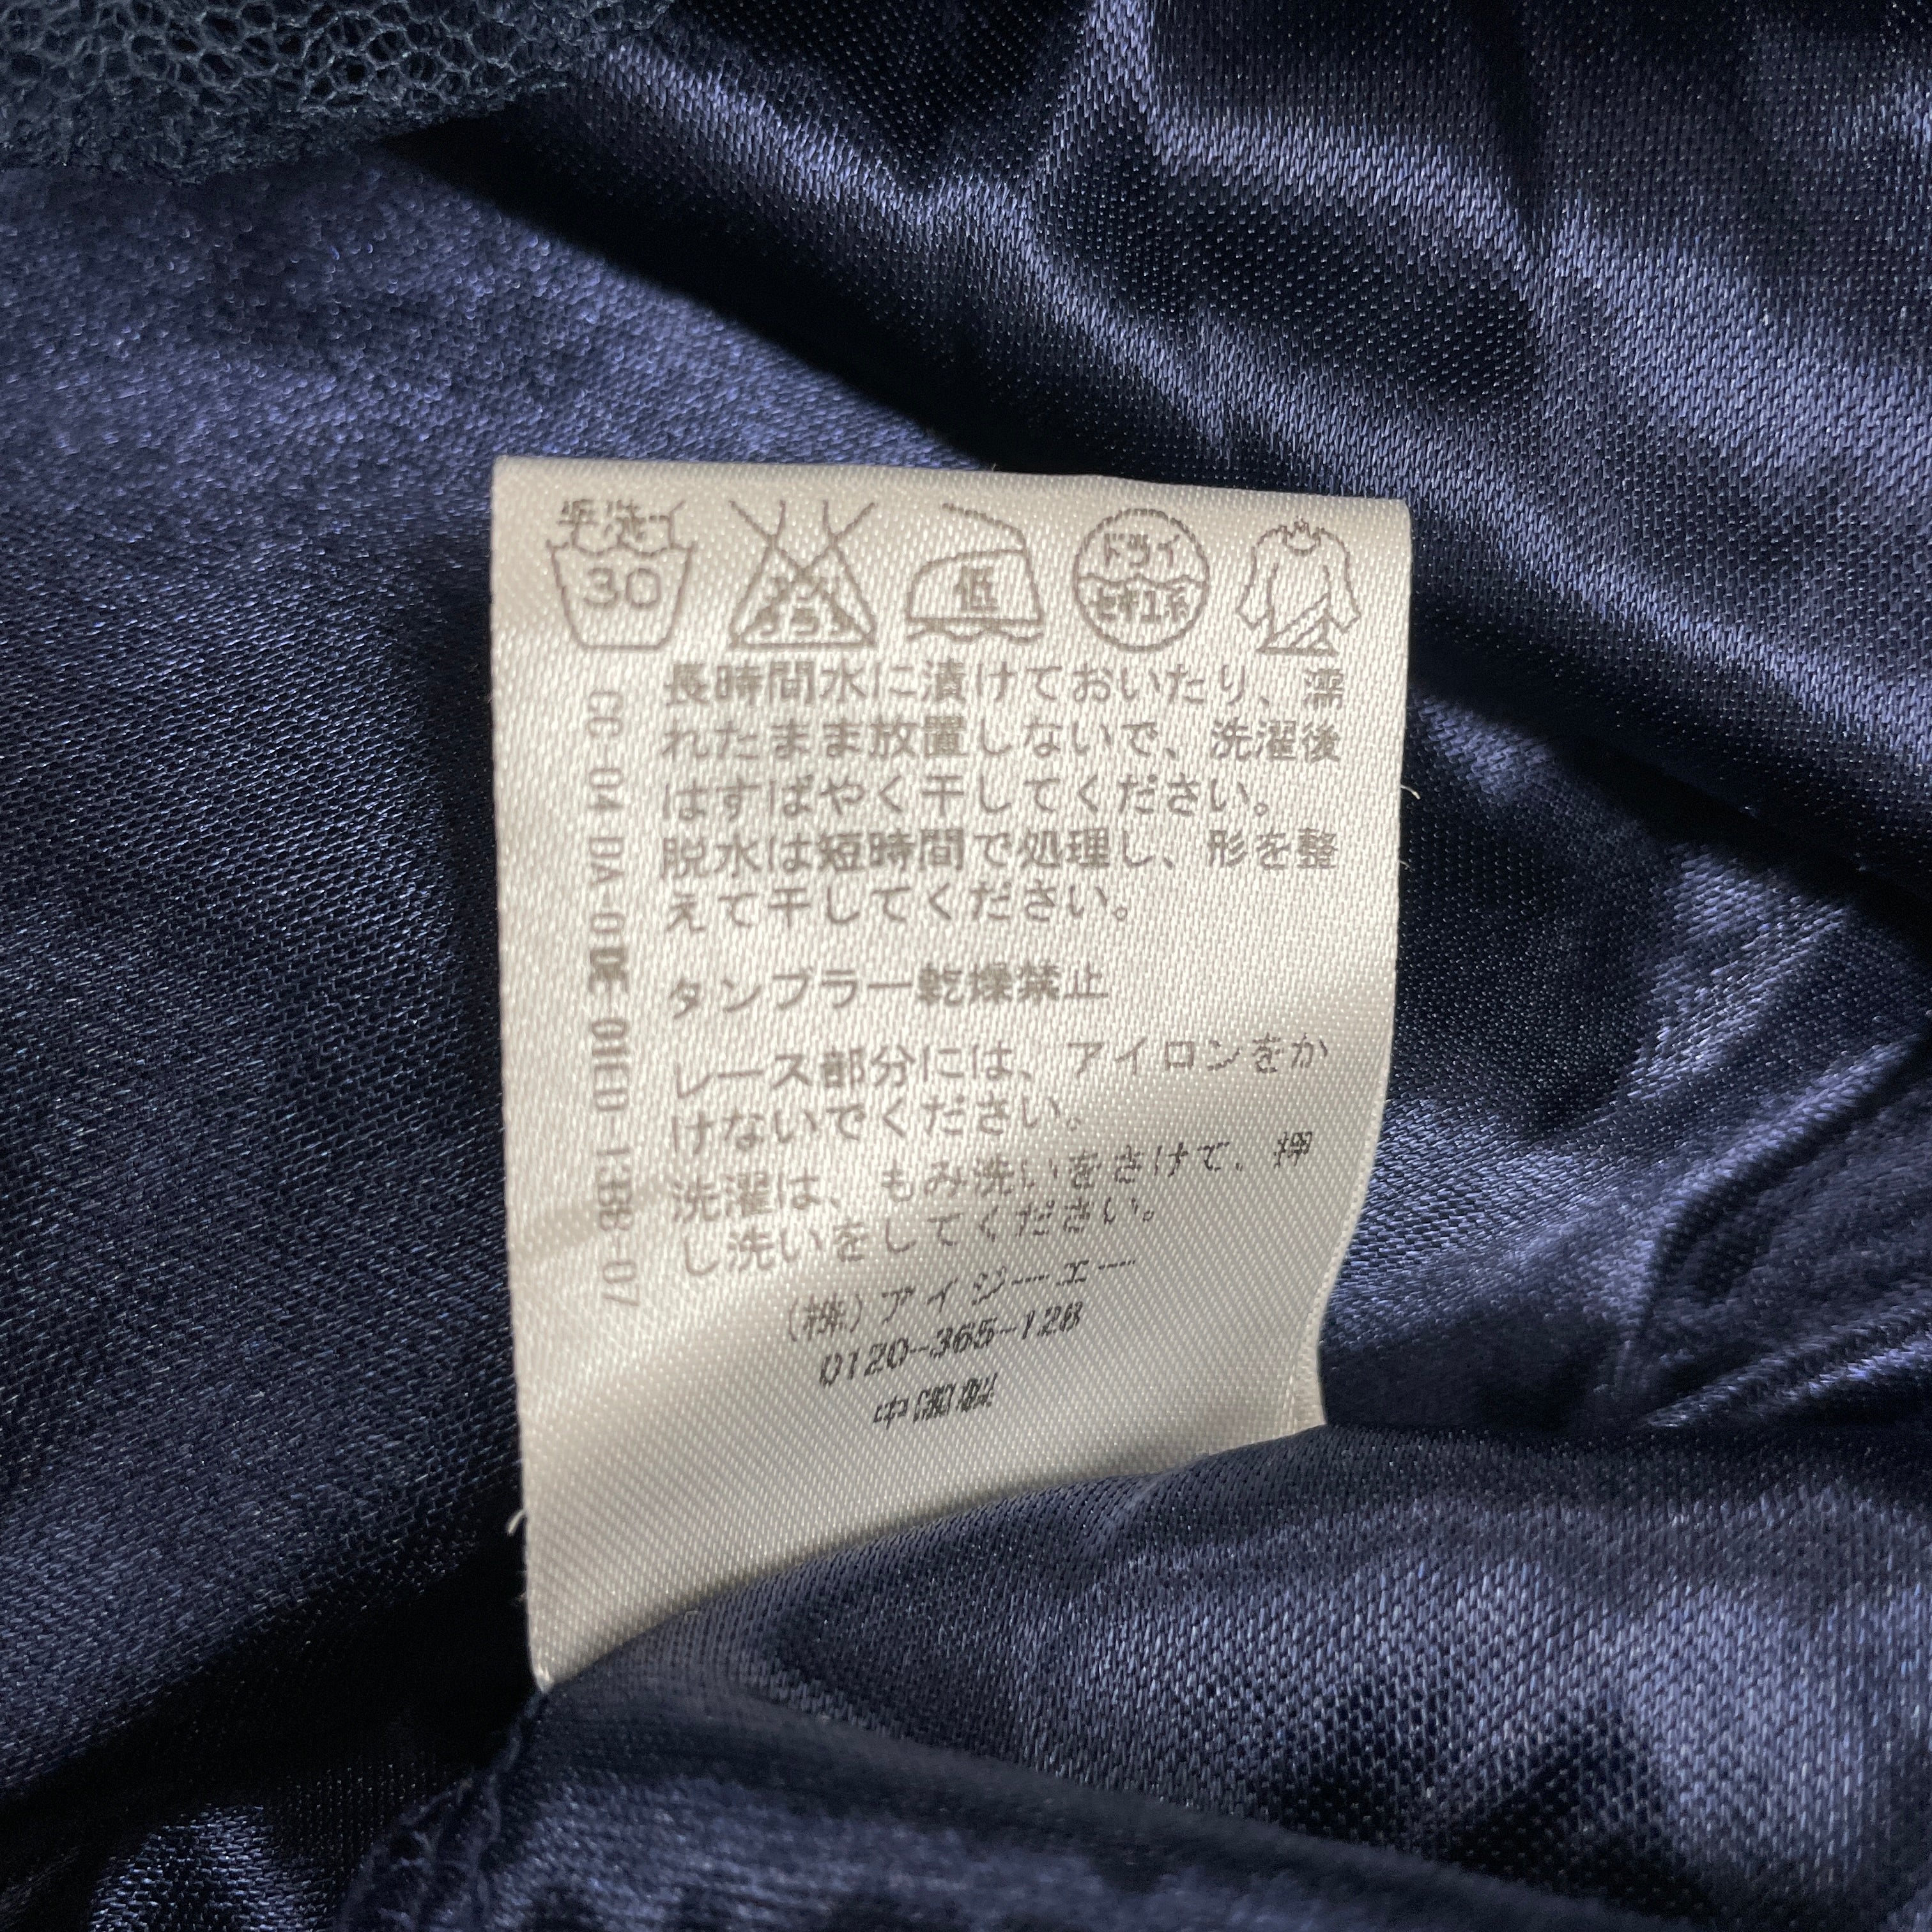 手洗イ
30
低
ドライ
セキユ系
長時間水に漬けておいたり、濡
れたまま放置しないで、洗濯後
はすばやく干してください。
脱水は短時間で処理し、形を整
えて干してください。
タンブラー乾燥禁止
レース部分には、アイロンをか
けないでください。
洗濯は、もみ洗いをさけて、押
し洗いをしてください。
(株)アイジーエー
0120-365-128
中国製